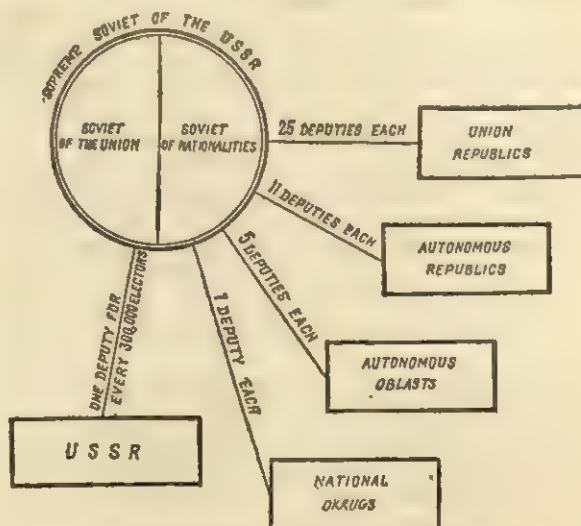 SUPREME SOVIET OF THE USSR
SOVIET
OF THE UNION
SOVIET
OF NATIONALITIES
25 DEPUTIES EACH
UNION
REPUBLICS
11 DEPUTIES EACH
AUTONOMOUS
REPUBLICS
5 DEPUTIES EACH
AUTONOMOUS
OBLASTS
1 DEPUTY EACH
NATIONAL
OKRUGS
ONE DEPUTY FOR
EVERY 300,000 ELECTORS
USSR